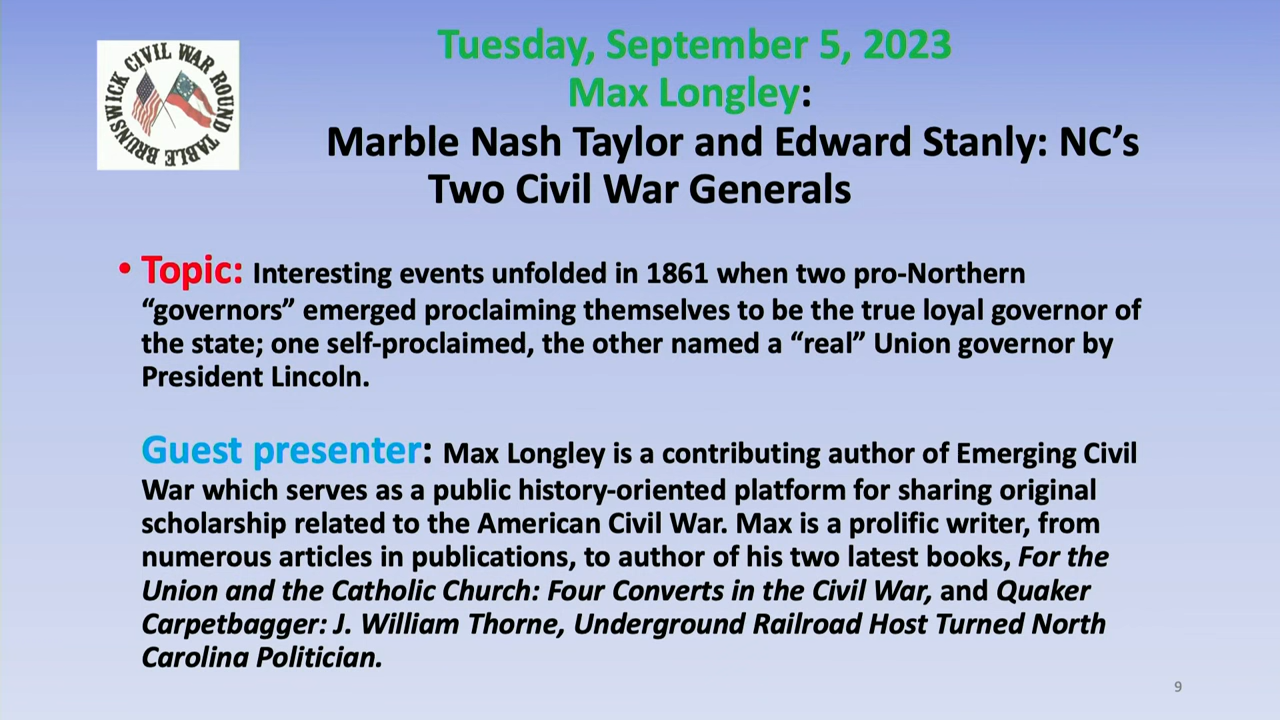 BRUNSWICK CIVIL WAR ROUND TABLE
Tuesday, September 5, 2023
Max Longley:
Marble Nash Taylor and Edward Stanly: NC’s
Two Civil War Generals
• Topic: Interesting events unfolded in 1861 when two pro-Northern
“governors” emerged proclaiming themselves to be the true loyal governor of
the state; one self-proclaimed, the other named a “real” Union governor by
President Lincoln.
Guest presenter: Max Longley is a contributing author of Emerging Civil
War which serves as a public history-oriented platform for sharing original
scholarship related to the American Civil War. Max is a prolific writer, from
numerous articles in publications, to author of his two latest books, For the
Union and the Catholic Church: Four Converts in the Civil War, and Quaker
Carpetbagger: J. William Thorne, Underground Railroad Host Turned North
Carolina Politician.
9